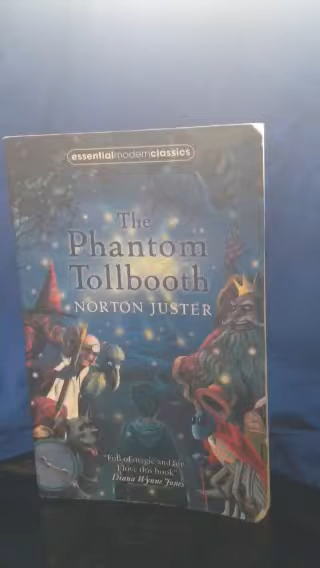 essentialmodernclassics
The
Phantom
Tollbooth
NORTON JUSTER
"Full of magic and fun
I love this book"
Diana Wynne Jones